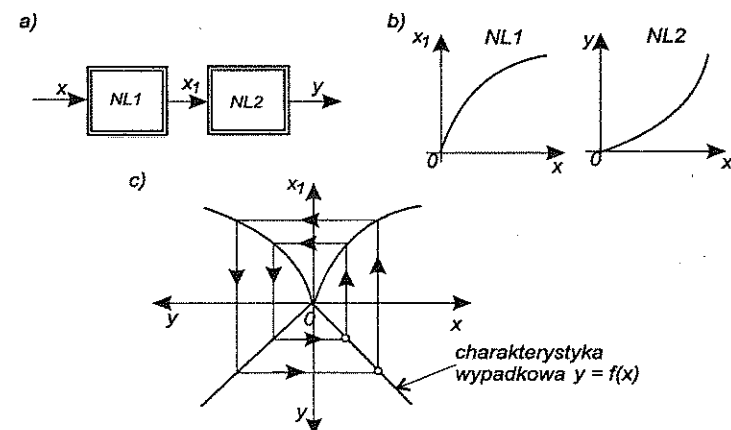 a)
x
NL1
x1
NL2
y
b)
x1
NL1
0
x
y
NL2
0
x
c)
x1
y
0
x
y
charakterystyka
wypadkowa y = f(x)